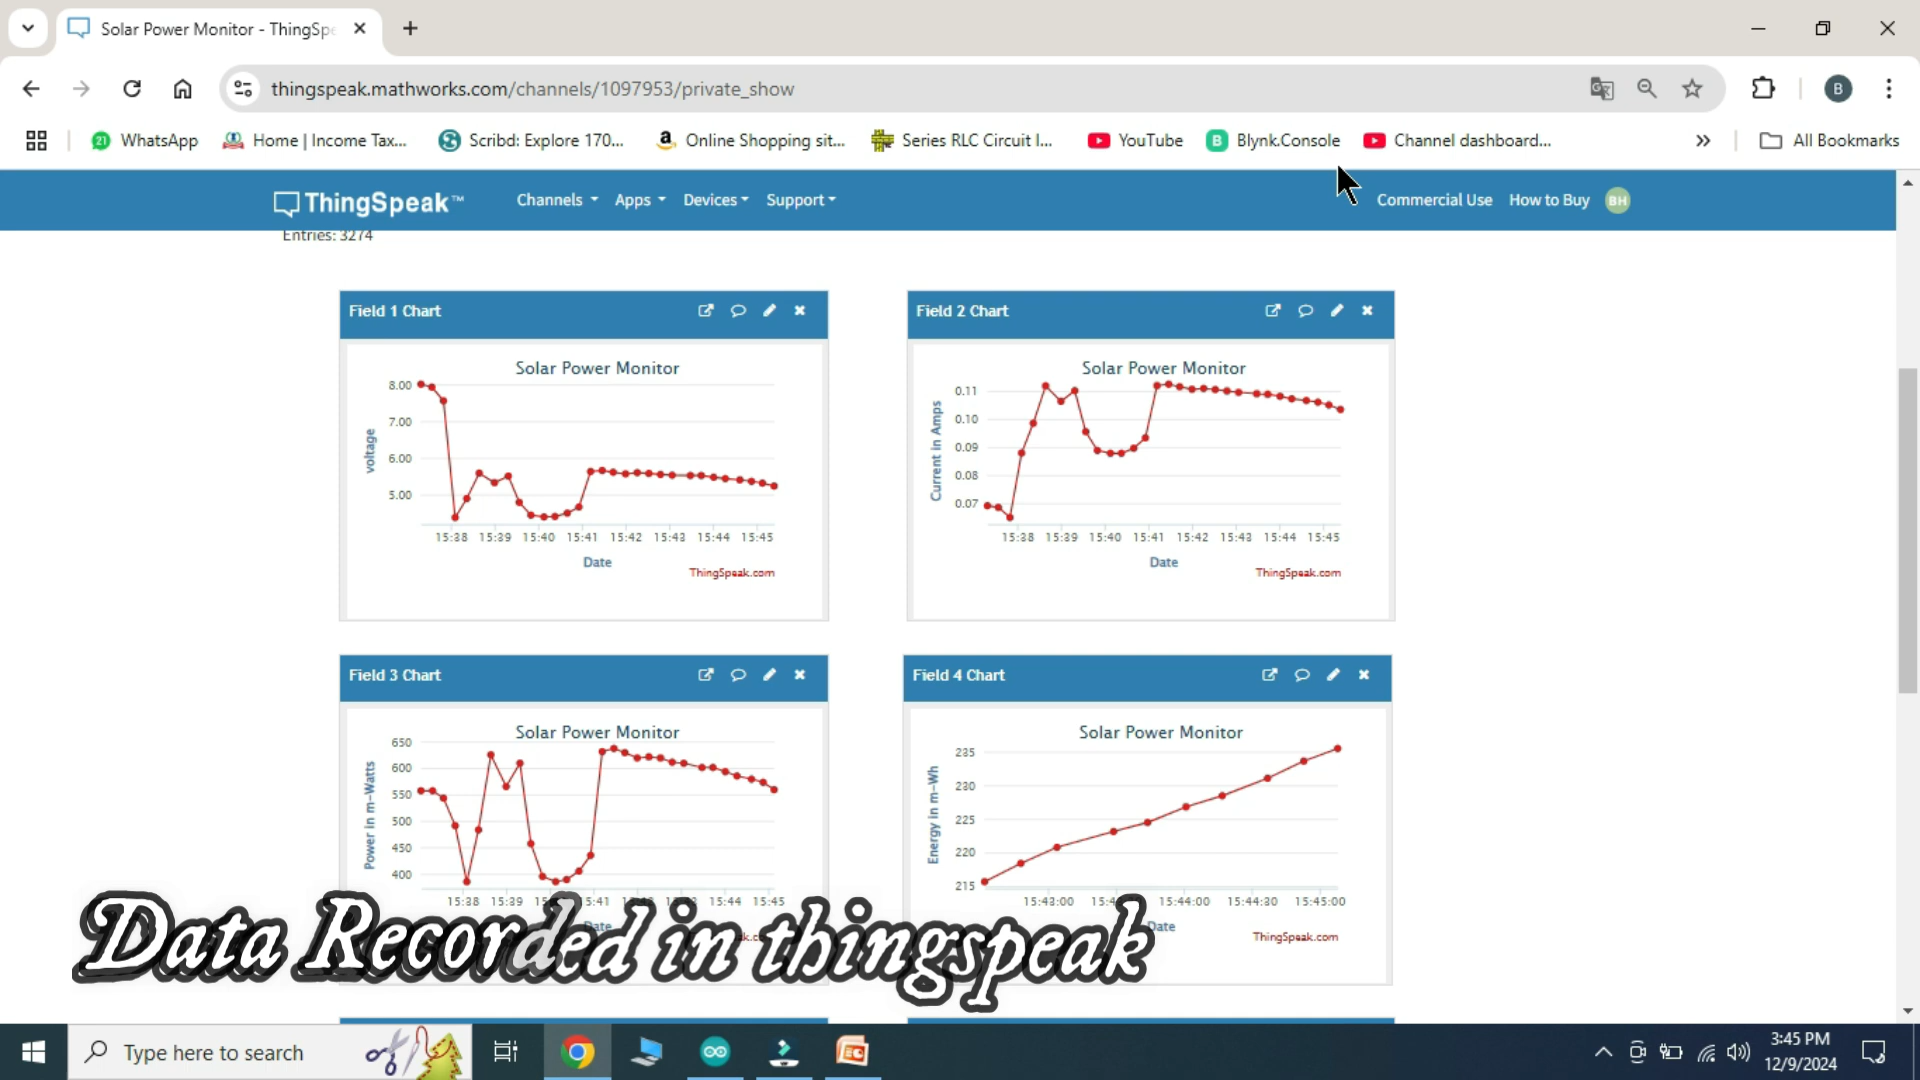 Solar Power Monitor - ThingSpe
thingspeak.mathworks.com/channels/1097953/private_show
B
21 WhatsApp Home | Income Tax... Scribd: Explore 170... Online Shopping sit... Series RLC Circuit I... YouTube Blynk.Console Channel dashboard... » All Bookmarks
ThingSpeak™ Channels Apps Devices Support Commercial Use How to Buy BH
Entries: 3274
Field 1 Chart
Solar Power Monitor
voltage
8.00
7.00
6.00
5.00
15:38 15:39 15:40 15:41 15:42 15:43 15:44 15:45
Date
ThingSpeak.com
Field 2 Chart
Solar Power Monitor
Current in Amps
0.11
0.10
0.09
0.08
0.07
15:38 15:39 15:40 15:41 15:42 15:43 15:44 15:45
Date
ThingSpeak.com
Field 3 Chart
Solar Power Monitor
Power in m-Watts
650
600
550
500
450
400
15:38 15:39 5:41 15:44 15:45
Date
Field 4 Chart
Solar Power Monitor
Energy in m-Wh
235
230
225
220
215
15:43:00 15:44:00 15:44:30 15:45:00
Date
ThingSpeak.com
Data Recorded in thingspeak
Type here to search
3:45 PM
12/9/2024